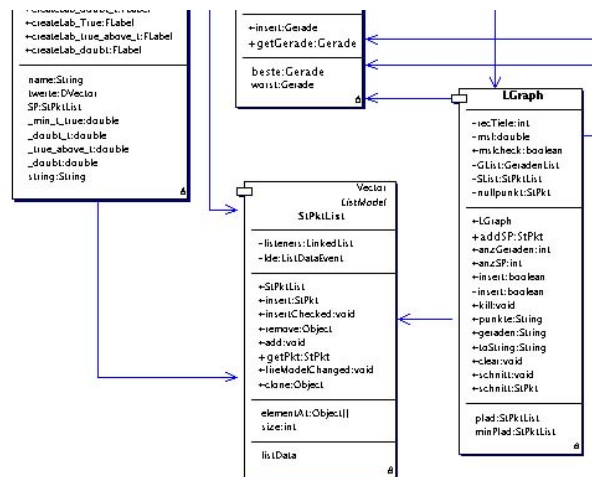 +createLab_doubt_t:FLabel
+createLab_True:FLabel
+createLab_true_above_t:FLabel
+createLab_doubt:FLabel
name:String
twerte:DVector
SP:StPktList
_min_t_true:double
_doubt_t:double
_true_above_t:double
_doubt:double
string:String
+insert:Gerade
+getGerade:Gerade
beste:Gerade
worst:Gerade
Vector
ListModel
StPktList
-listeners:LinkedList
-lde:ListDataEvent
+StPktList
+insert:StPkt
+insertChecked:void
+remove:Object
+add:void
+getPkt:StPkt
+fireModelChanged:void
+clone:Object
elementAt:Object[]
size:int
listData
LGraph
-recTiefe:int
-msl:double
+mslcheck:boolean
-GList:GeradenList
-SList:StPktList
-nullpunkt:StPkt
+LGraph
+addSP:StPkt
+anzGeraden:int
+anzSP:int
+insert:boolean
-insert:boolean
+kill:void
+punkte:String
+geraden:String
+toString:String
+clear:void
+schnitt:void
+schnitt:StPkt
pfad:StPktList
minPfad:StPktList